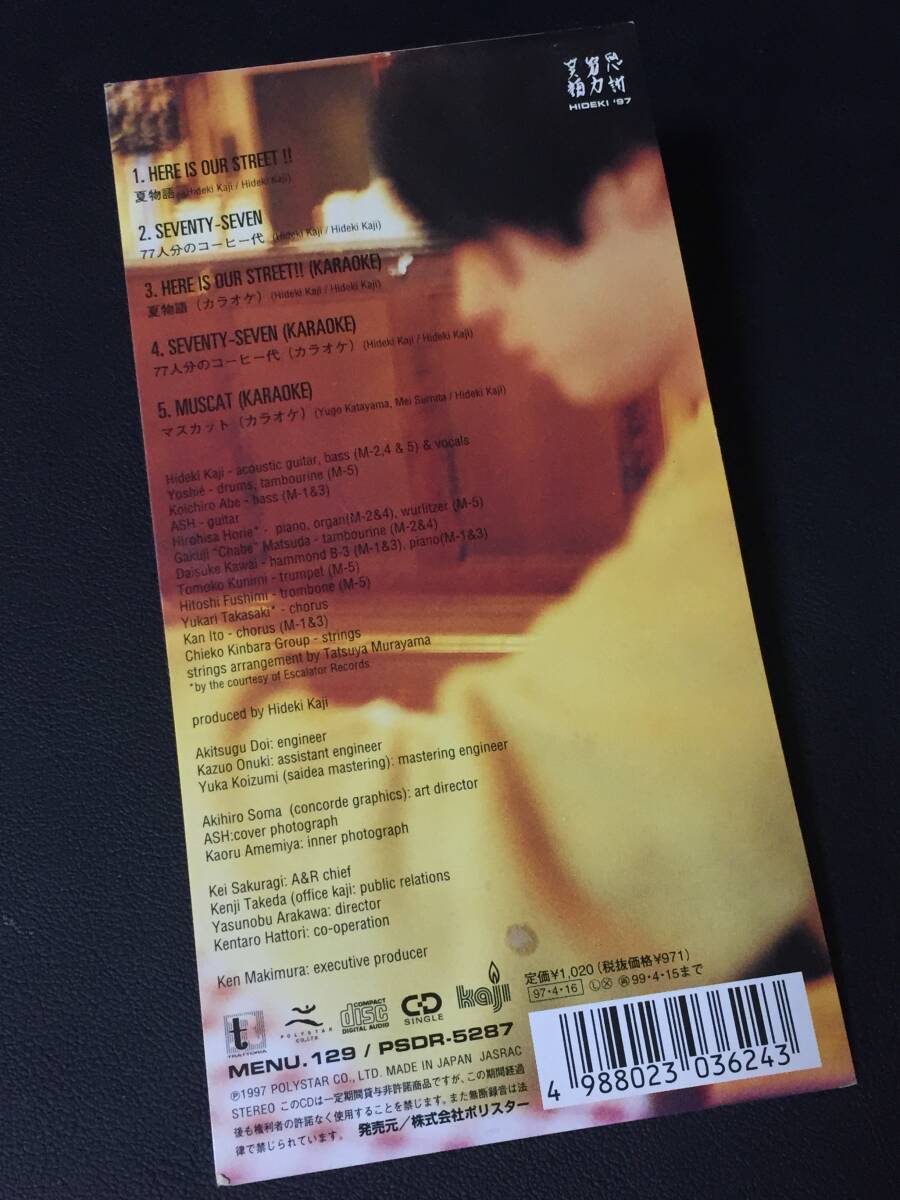 笑顔 努力 感謝
HIDEKI '97
1. HERE IS OUR STREET !!
夏物語 (Hideki Kaji / Hideki Kaji)
2. SEVENTY-SEVEN
77人分のコーヒー代 (Hideki Kaji / Hideki Kaji)
3. HERE IS OUR STREET!! (KARAOKE)
夏物語 (カラオケ) (Hideki Kaji / Hideki Kaji)
4. SEVENTY-SEVEN (KARAOKE)
77人分のコーヒー代 (カラオケ) (Hideki Kaji / Hideki Kaji)
5. MUSCAT (KARAOKE)
マスカット (カラオケ) (Yugo Katayama, Mei Sumita / Hideki Kaji)
Hideki Kaji - acoustic guitar, bass (M-2,4 & 5) & vocals
Yoshié - drums, tambourine (M-5)
Koichiro Abe - bass (M-1&3)
ASH - guitar
Hirohisa Horie* - piano, organ(M-2&4), wurlitzer (M-5)
Gakuji "Chabe" Matsuda - tambourine (M-2&4)
Daisuke Kawai - hammond B-3 (M-1&3), piano(M-1&3)
Tomoko Kunimi - trumpet (M-5)
Hitoshi Fushimi - trombone (M-5)
Yukari Takasaki* - chorus
Kan Ito - chorus (M-1&3)
Chieko Kinbara Group - strings
strings arrangement by Tatsuya Murayama
*by the courtesy of Escalator Records
produced by Hideki Kaji
Akitsugu Doi: engineer
Kazuo Onuki: assistant engineer
Yuka Koizumi (saidea mastering): mastering engineer
Akihiro Soma (concorde graphics): art director
ASH:cover photograph
Kaoru Amemiya: inner photograph
Kei Sakuragi: A&R chief
Kenji Takeda (office kaji: public relations
Yasunobu Arakawa: director
Kentaro Hattori: co-operation
Ken Makimura: executive producer
定価¥1,020 (税抜価格¥971)
97・4・16 Ⓛ Ⓧ 99・4・15まで
t TRATTORIA POLYSTAR CO.,LTD. COMPACT disc DIGITAL AUDIO CD SINGLE kaji
MENU.129 / PSDR-5287
℗1997 POLYSTAR CO., LTD. MADE IN JAPAN JASRAC
STEREO このCDは一定期間貸与非許諾商品ですが、この期間経過
後も権利者の許諾なく使用することを禁じます。また無断録音は法
律で禁じられています。 発売元／株式会社ポリスター
4 988023 036243